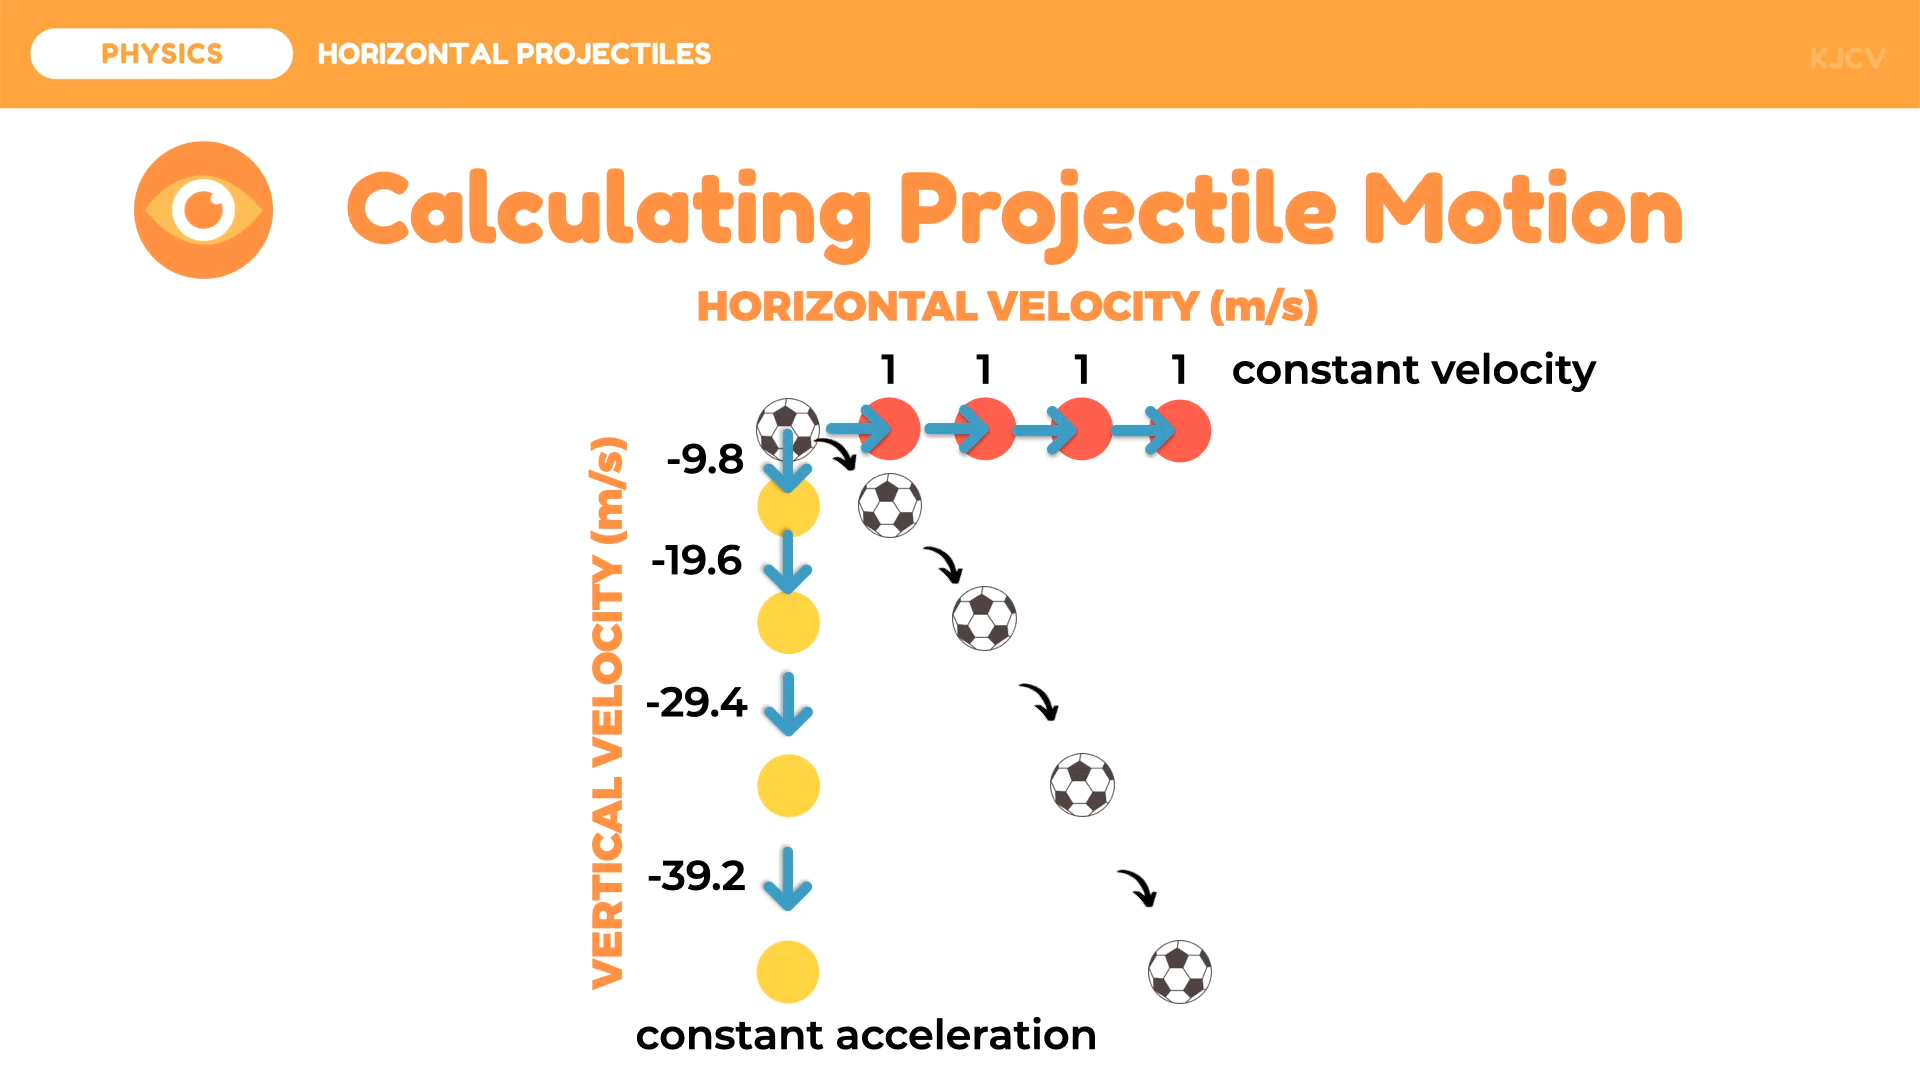 PHYSICS
HORIZONTAL PROJECTILES
KJCV
Calculating Projectile Motion
HORIZONTAL VELOCITY (m/s)
1 1 1 1 constant velocity
VERTICAL VELOCITY (m/s)
-9.8
-19.6
-29.4
-39.2
constant acceleration